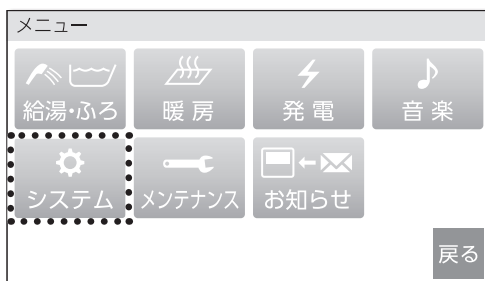 メニュー
給湯・ふろ
暖房
発電
音楽
システム
メンテナンス
お知らせ
戻る